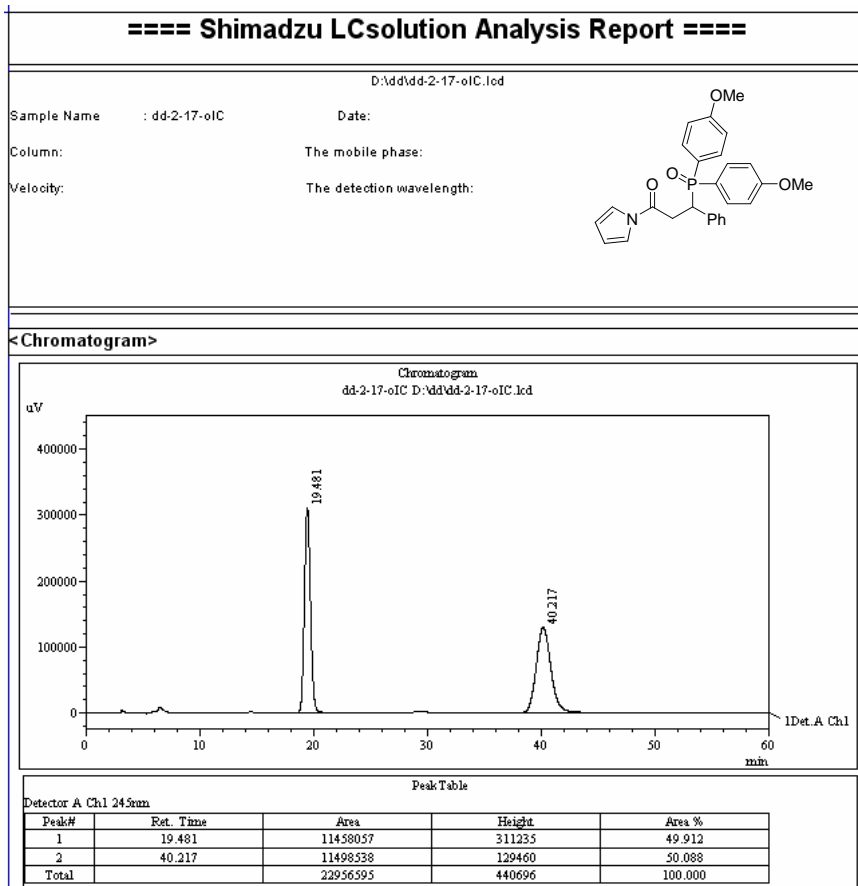 ==== Shimadzu LCsolution Analysis Report ====
D:\dd\dd-2-17-oIC.lcd
Sample Name : dd-2-17-oIC Date:
Column: The mobile phase:
Velocity: The detection wavelength:
OMe
O
P
OMe
O
N
Ph
<Chromatogram>
Chromatogram
dd-2-17-oIC D:\dd\dd-2-17-oIC.lcd
uV
400000
300000
200000
100000
0
19.481
40.217
1Det.A Ch1
0 10 20 30 40 50 60
min
PeakTable
Detector A Ch1 245nm
Peak# Ret. Time Area Height Area %
1 19.481 11458057 311235 49.912
2 40.217 11498538 129460 50.088
Total 22956595 440696 100.000